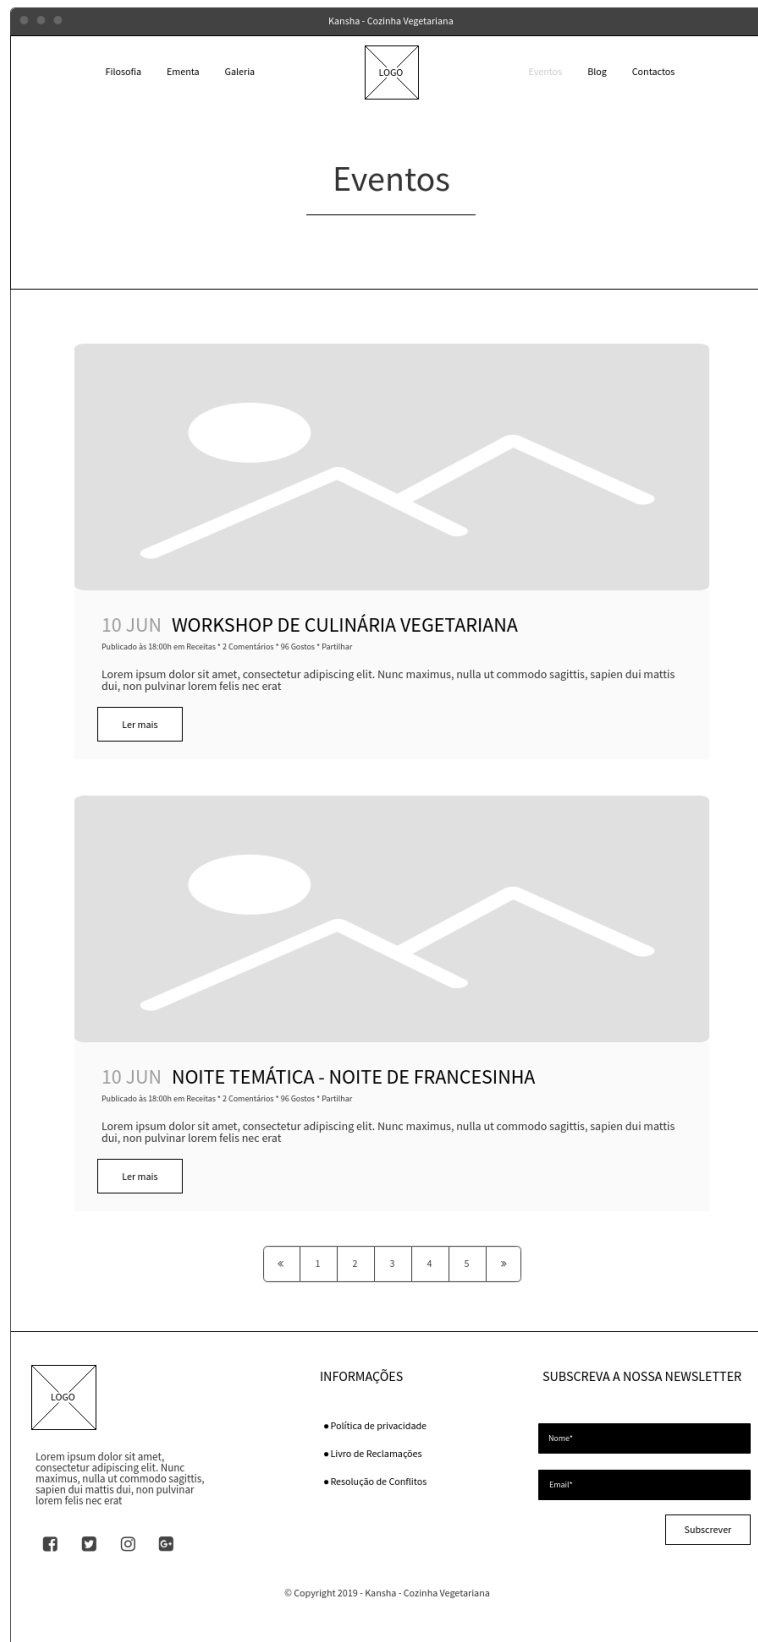 Kansha - Cozinha Vegetariana
Filosofia Ementa Galeria LOGO Eventos Blog Contactos
Eventos
10 JUN WORKSHOP DE CULINÁRIA VEGETARIANA
Publicado às 18:00h em Receitas * 2 Comentários * 96 Gostos * Partilhar
Lorem ipsum dolor sit amet, consectetur adipiscing elit. Nunc maximus, nulla ut commodo sagittis, sapien dui mattis
dui, non pulvinar lorem felis nec erat
Ler mais
10 JUN NOITE TEMÁTICA - NOITE DE FRANCESINHA
Publicado às 18:00h em Receitas * 2 Comentários * 96 Gostos * Partilhar
Lorem ipsum dolor sit amet, consectetur adipiscing elit. Nunc maximus, nulla ut commodo sagittis, sapien dui mattis
dui, non pulvinar lorem felis nec erat
Ler mais
« 1 2 3 4 5 »
LOGO
Lorem ipsum dolor sit amet,
consectetur adipiscing elit. Nunc
maximus, nulla ut commodo sagittis,
sapien dui mattis dui, non pulvinar
lorem felis nec erat
INFORMAÇÕES
● Política de privacidade
● Livro de Reclamações
● Resolução de Conflitos
SUBSCREVA A NOSSA NEWSLETTER
Nome*
Email*
Subscrever
© Copyright 2019 - Kansha - Cozinha Vegetariana